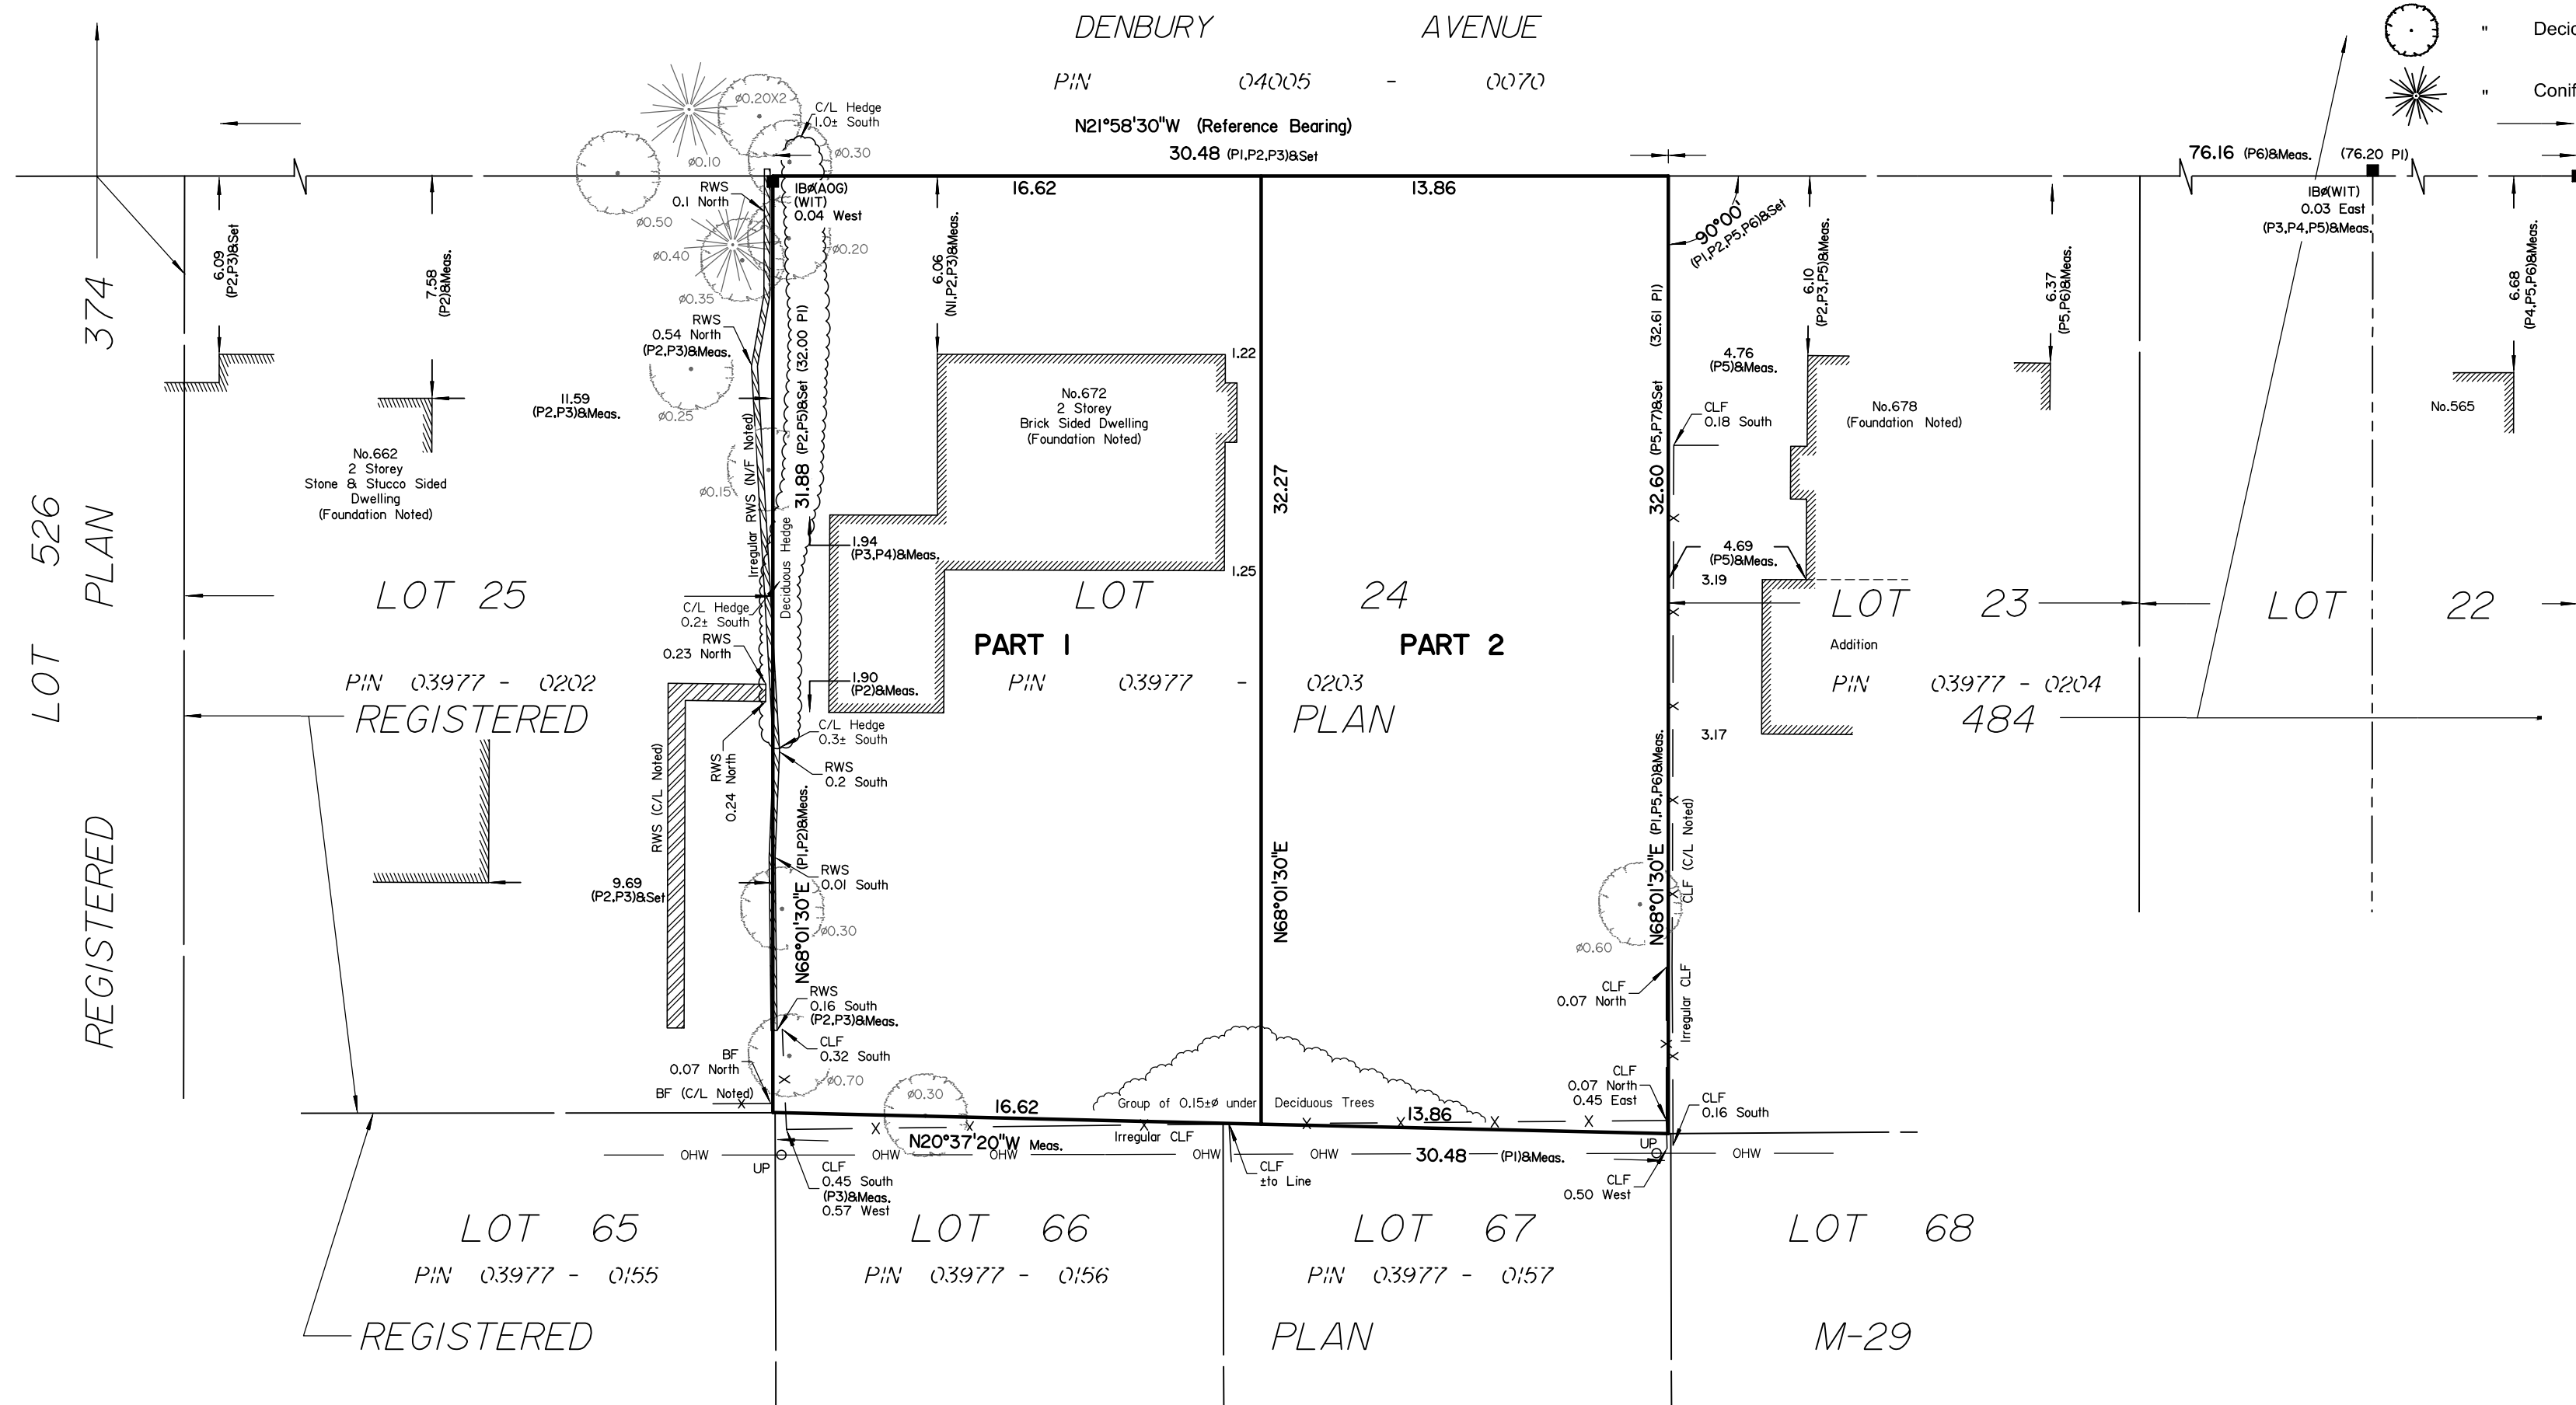 DENBURY AVENUE
PIN 04005 - 0070
N21°58'30"W (Reference Bearing)
30.48 (P1,P2,P3)&Set
" Decid
" Conif
76.16 (P6)&Meas. (76.20 P1)
IBø(WIT)
0.03 East
(P3,P4,P5)&Meas.
C/L Hedge
1.0± South
ø0.20X2
ø0.30
ø0.10
ø0.50
ø0.20
ø0.40
ø0.35
ø0.25
ø0.15
RWS
0.1 North
IBø(AOG)
(WIT)
0.04 West
16.62
13.86
90°00'
(P1,P2,P5,P6)&Set
6.09
(P2,P3)&Set
7.58
(P2)&Meas.
6.06
(N1,P2,P3)&Meas.
6.10
(P2,P3,P5)&Meas.
6.37
(P5,P6)&Meas.
6.68
(P4,P5,P6)&Meas.
RWS
0.54 North
(P2,P3)&Meas.
11.59
(P2,P3)&Meas.
31.88 (P2,P5)&Set (32.00 P1)
Irregular RWS (N/F Noted)
Deciduous Hedge
No.662
2 Storey
Stone & Stucco Sided
Dwelling
(Foundation Noted)
No.672
2 Storey
Brick Sided Dwelling
(Foundation Noted)
1.22
1.25
32.27
32.60 (P5,P7)&Set (32.61 P1)
4.76
(P5)&Meas.
CLF
0.18 South
No.678
(Foundation Noted)
No.565
1.94
(P3,P4)&Meas.
4.69
(P5)&Meas.
3.19
LOT 526
REGISTERED PLAN 374
LOT 25
LOT 24
LOT 23
LOT 22
C/L Hedge
0.2± South
RWS
0.23 North
PART 1
PART 2
Addition
PIN 03977 - 0202
PIN 03977 - 0203
PIN 03977 - 0204
1.90
(P2)&Meas.
REGISTERED PLAN 484
C/L Hedge
0.3± South
3.17
RWS (C/L Noted)
RWS
0.24 North
RWS
0.2 South
N68°01'30"E (P1,P2)&Meas.
N68°01'30"E
N68°01'30"E (P1,P5,P6)&Meas.
CLF (C/L Noted)
RWS
0.01 South
9.69
(P2,P3)&Set
ø0.30
ø0.60
CLF
0.07 North
Irregular CLF
RWS
0.16 South
(P2,P3)&Meas.
CLF
0.32 South
BF
0.07 North
BF (C/L Noted)
ø0.70
ø0.30
Group of 0.15±ø under Deciduous Trees
CLF
0.07 North
0.45 East
CLF
0.16 South
16.62
13.86
N20°37'20"W Meas.
Irregular CLF
30.48 (P1)&Meas.
OHW
UP
OHW
OHW
OHW
OHW
UP
OHW
CLF
0.45 South
(P3)&Meas.
0.57 West
CLF
±to Line
CLF
0.50 West
LOT 65
LOT 66
LOT 67
LOT 68
PIN 03977 - 0155
PIN 03977 - 0156
PIN 03977 - 0157
REGISTERED PLAN M-29